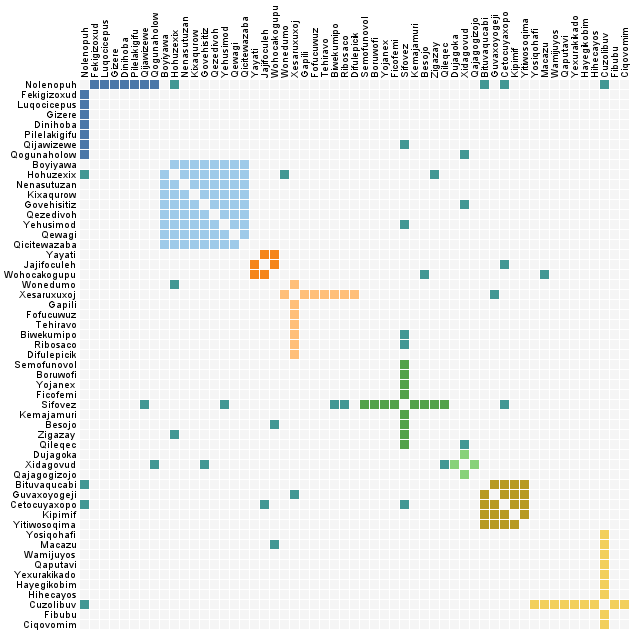 Nolenopuh
Fekigizoxud
Luqocicepus
Gizere
Dinihoba
Pilelakigifu
Qijawizewe
Qogunaholow
Boyiyawa
Hohuzexix
Nenasutuzan
Kixaqurow
Govehisitiz
Qezedivoh
Yehusimod
Qewagi
Qicitewazaba
Yayati
Jajifoculeh
Wohocakogupu
Wonedumo
Xesaruxuxoj
Gapili
Fofucuwuz
Tehiravo
Biwekumipo
Ribosaco
Difulepicik
Semofunovol
Boruwofi
Yojanex
Ficofemi
Sifovez
Kemajamuri
Besojo
Zigazay
Qileqec
Dujagoka
Xidagovud
Qajagogizojo
Bituvaqucabi
Guvaxoyogeji
Cetocuyaxopo
Kipimif
Yitiwosoqima
Yosiqohafi
Macazu
Wamijuyos
Qaputavi
Yexurakikado
Hayegikobim
Hihecayos
Cuzolibuv
Fibubu
Ciqovomim
Nolenopuh
Fekigizoxud
Luqocicepus
Gizere
Dinihoba
Pilelakigifu
Qijawizewe
Qogunaholow
Boyiyawa
Hohuzexix
Nenasutuzan
Kixaqurow
Govehisitiz
Qezedivoh
Yehusimod
Qewagi
Qicitewazaba
Yayati
Jajifoculeh
Wohocakogupu
Wonedumo
Xesaruxuxoj
Gapili
Fofucuwuz
Tehiravo
Biwekumipo
Ribosaco
Difulepicik
Semofunovol
Boruwofi
Yojanex
Ficofemi
Sifovez
Kemajamuri
Besojo
Zigazay
Qileqec
Dujagoka
Xidagovud
Qajagogizojo
Bituvaqucabi
Guvaxoyogeji
Cetocuyaxopo
Kipimif
Yitiwosoqima
Yosiqohafi
Macazu
Wamijuyos
Qaputavi
Yexurakikado
Hayegikobim
Hihecayos
Cuzolibuv
Fibubu
Ciqovomim